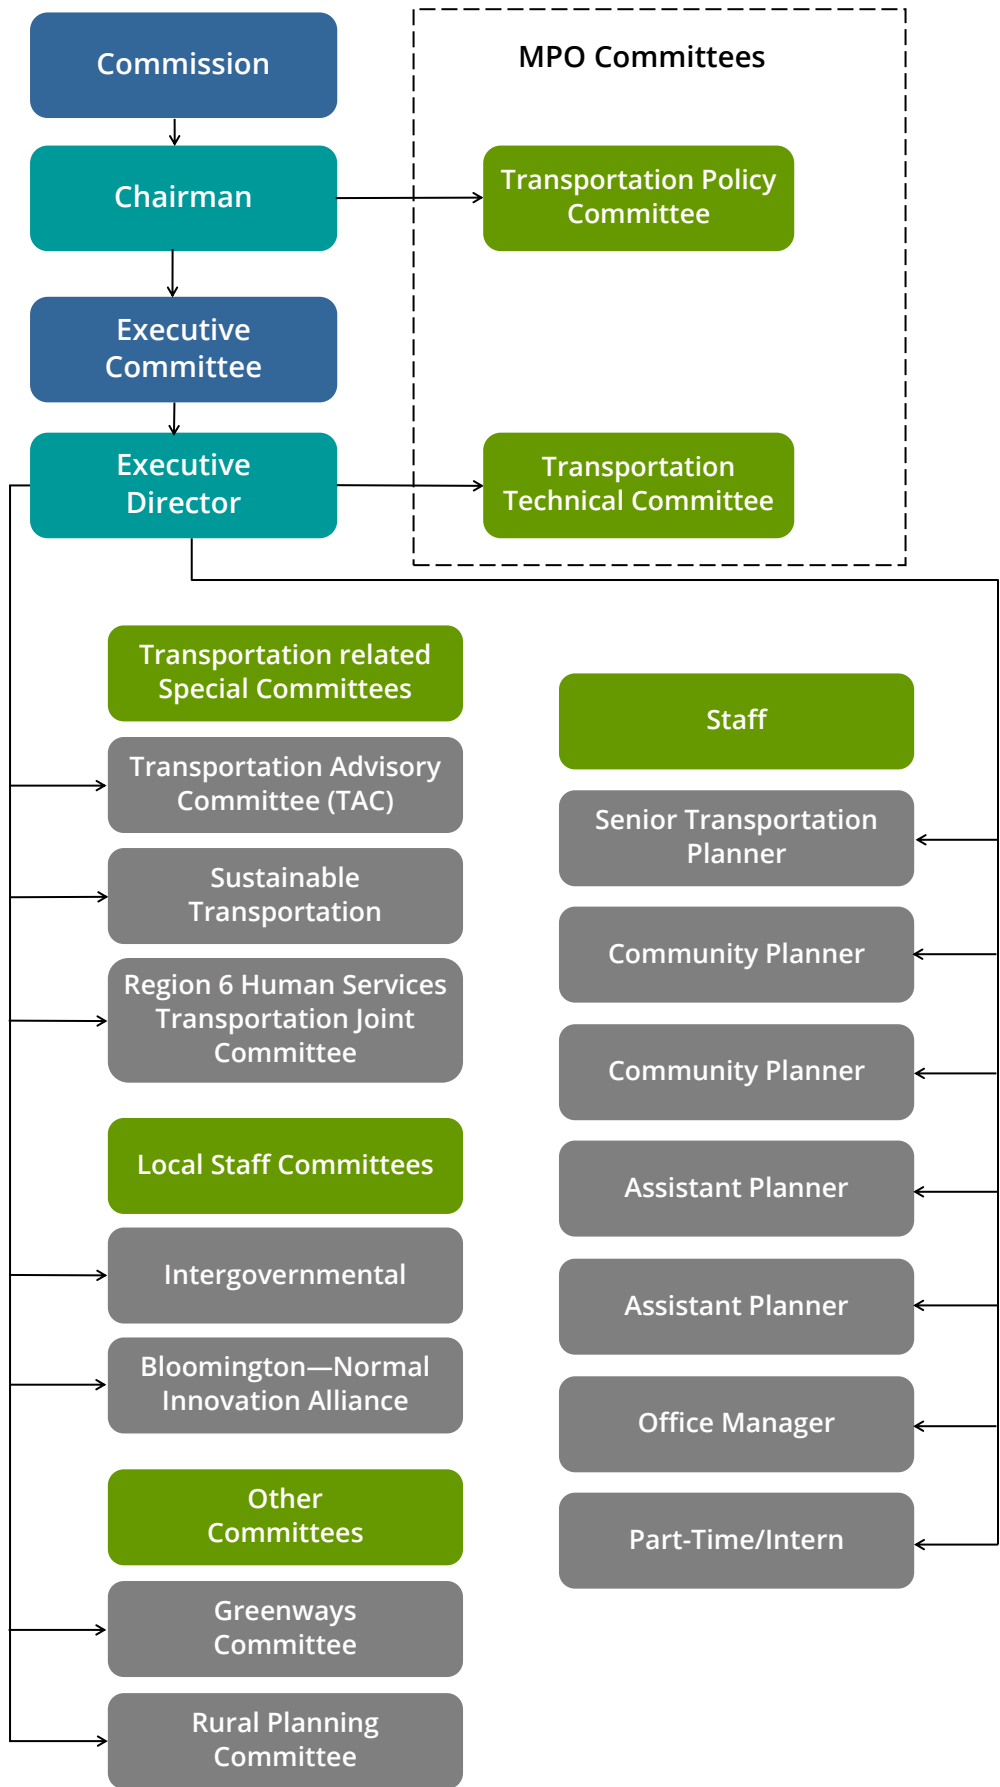 Commission
MPO Committees
Chairman
Transportation Policy
Committee
Executive
Committee
Executive
Director
Transportation
Technical Committee
Transportation related
Special Committees
Transportation Advisory
Committee (TAC)
Sustainable
Transportation
Region 6 Human Services
Transportation Joint
Committee
Local Staff Committees
Intergovernmental
Bloomington—Normal
Innovation Alliance
Other
Committees
Greenways
Committee
Rural Planning
Committee
Staff
Senior Transportation
Planner
Community Planner
Community Planner
Assistant Planner
Assistant Planner
Office Manager
Part-Time/Intern